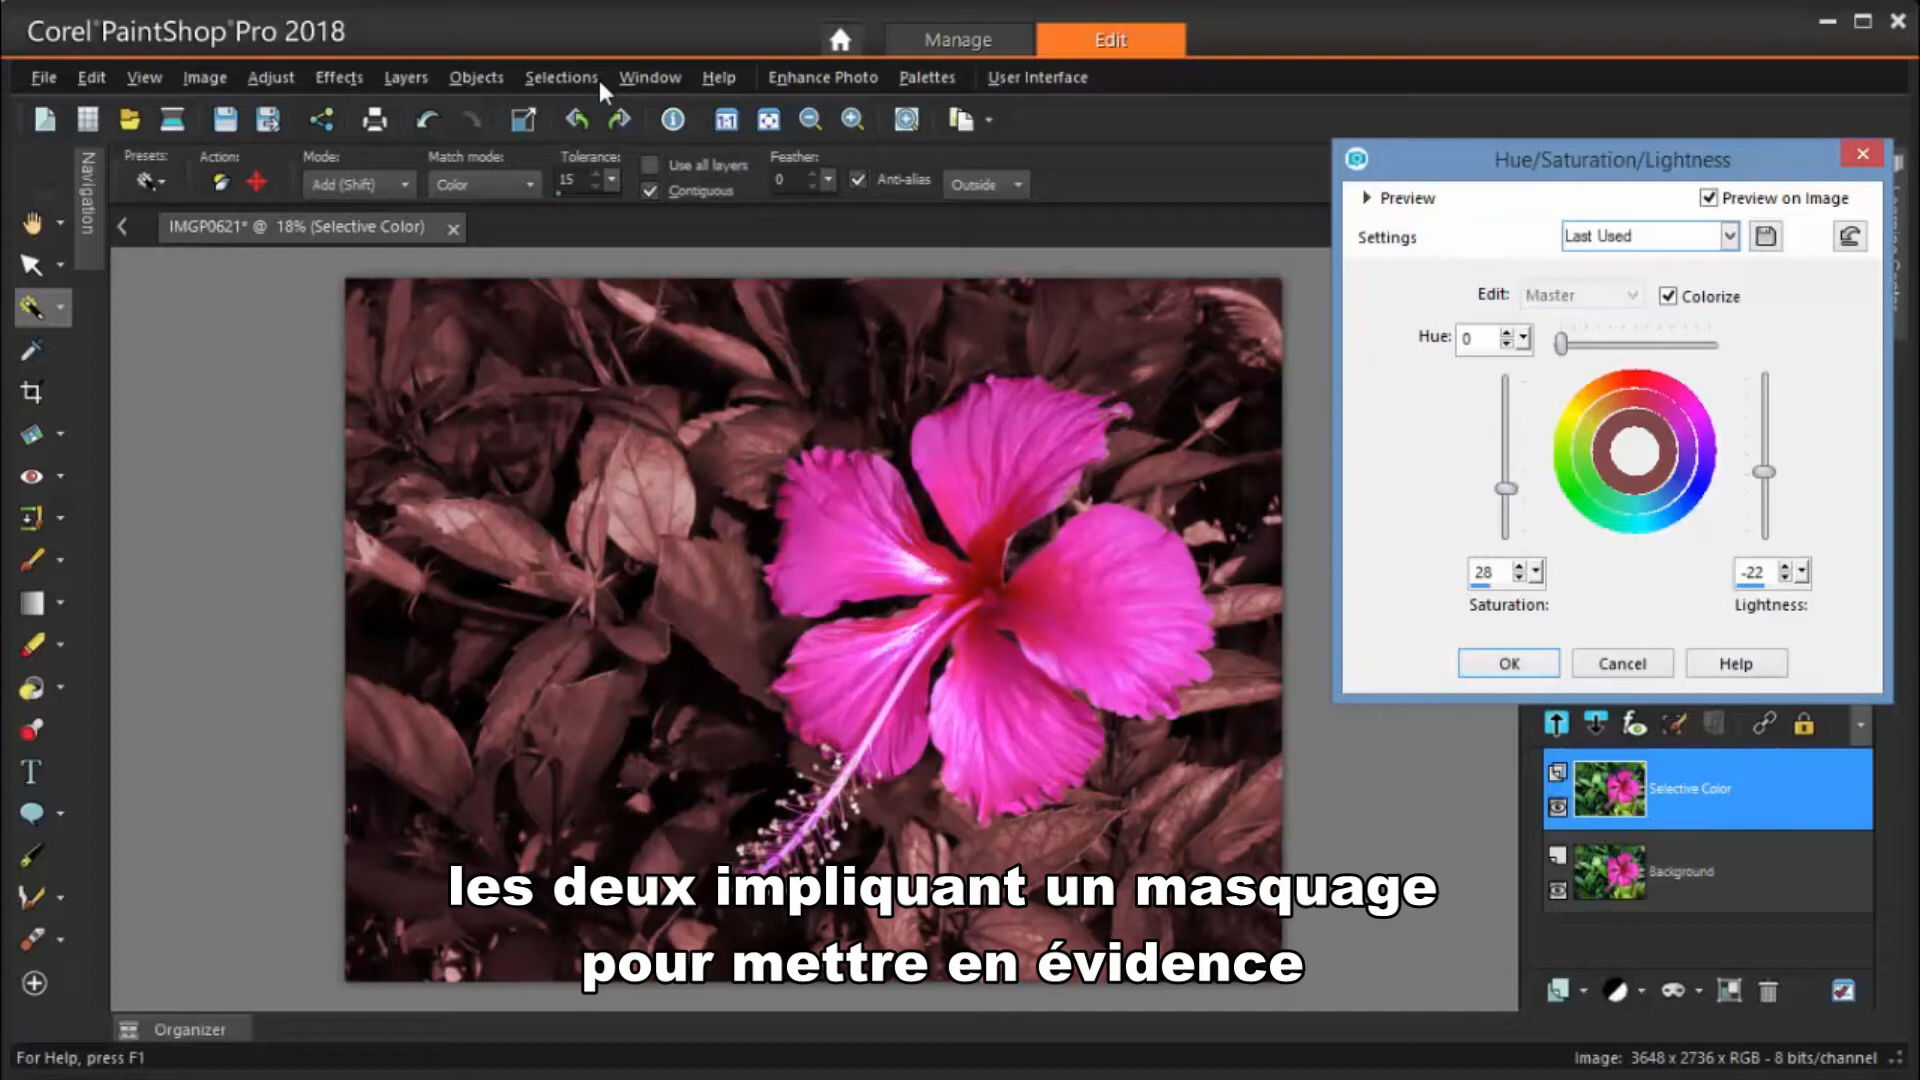 Corel PaintShop Pro 2018
Manage
Edit
File Edit View Image Adjust Effects Layers Objects Selections Window Help Enhance Photo Palettes User Interface
Presets:
Action:
Mode:
Match mode:
Tolerance:
Use all layers
Feather:
Add (Shift)
Color
15
Contiguous
0
Anti-alias
Outside
Navigation
IMGP0621* @ 18% (Selective Color)
Hue/Saturation/Lightness
Preview
Preview on Image
Settings
Last Used
Edit: Master
Colorize
Hue: 0
28
-22
Saturation:
Lightness:
OK
Cancel
Help
Selective Color
Background
les deux impliquant un masquage
pour mettre en évidence
Organizer
For Help, press F1
Image: 3648 x 2736 x RGB - 8 bits/channel